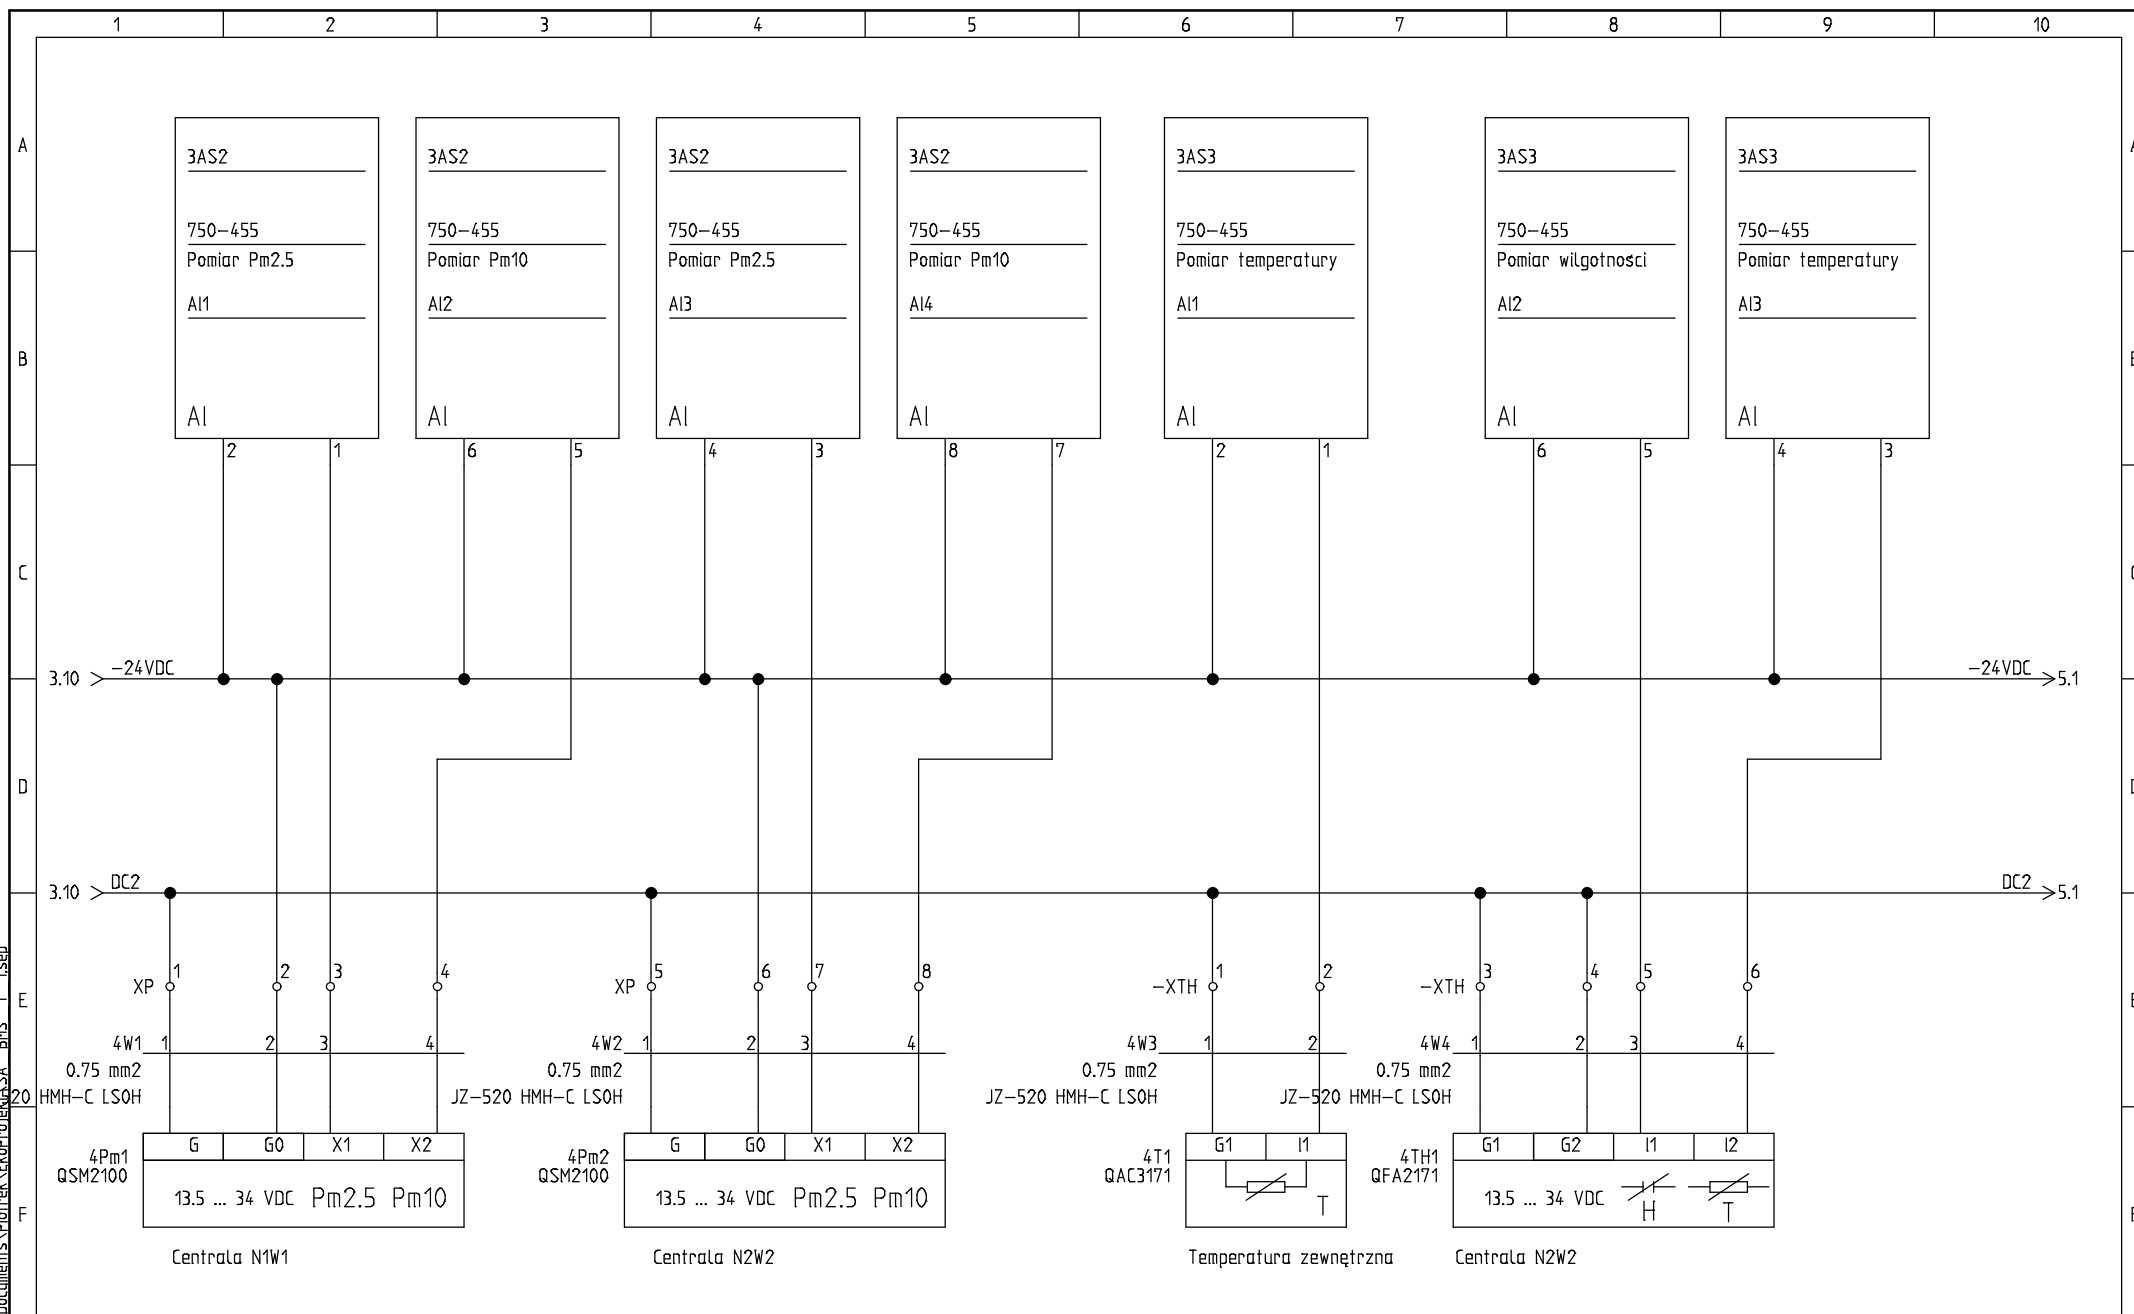 1 2 3 4 5 6 7 8 9 10
A
3AS2 3AS2 3AS2 3AS2 3AS3 3AS3 3AS3
750-455 750-455 750-455 750-455 750-455 750-455 750-455
Pomiar Pm2.5 Pomiar Pm10 Pomiar Pm2.5 Pomiar Pm10 Pomiar temperatury Pomiar wilgotności Pomiar temperatury
AI1 AI2 AI3 AI4 AI1 AI2 AI3
B
AI AI AI AI AI AI AI
2 1 6 5 4 3 8 7 2 1 6 5 4 3
C
3.10 -24VDC -24VDC 5.1
D
3.10 DC2 DC2 5.1
1 2 3 4 5 6 7 8 1 2 3 4 5 6
E XP XP -XTH -XTH
4W1 1 2 3 4 4W2 1 2 3 4 4W3 1 2 4W4 1 2 3 4
0.75 mm2 0.75 mm2 0.75 mm2 0.75 mm2
520 HMH-C LS0H JZ-520 HMH-C LS0H JZ-520 HMH-C LS0H JZ-520 HMH-C LS0H
4Pm1 G G0 X1 X2 4Pm2 G G0 X1 X2 4T1 G1 I1 4TH1 G1 G2 I1 I2
QSM2100 QSM2100 QAC3171 QFA2171
F 13.5 ... 34 VDC Pm2.5 Pm10 13.5 ... 34 VDC Pm2.5 Pm10 T 13.5 ... 34 VDC H T
Centrala N1W1 Centrala N2W2 Temperatura zewnętrzna Centrala N2W2